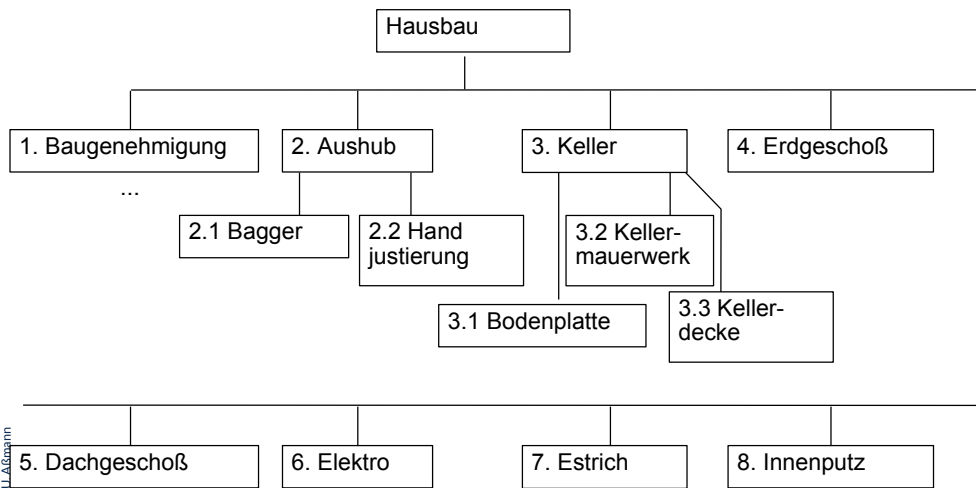 Hausbau
1. Baugenehmigung
2. Aushub
3. Keller
4. Erdgeschoß
...
2.1 Bagger
2.2 Hand
justierung
3.2 Keller-
mauerwerk
3.1 Bodenplatte
3.3 Keller-
decke
5. Dachgeschoß
6. Elektro
7. Estrich
8. Innenputz
U. Aßmann